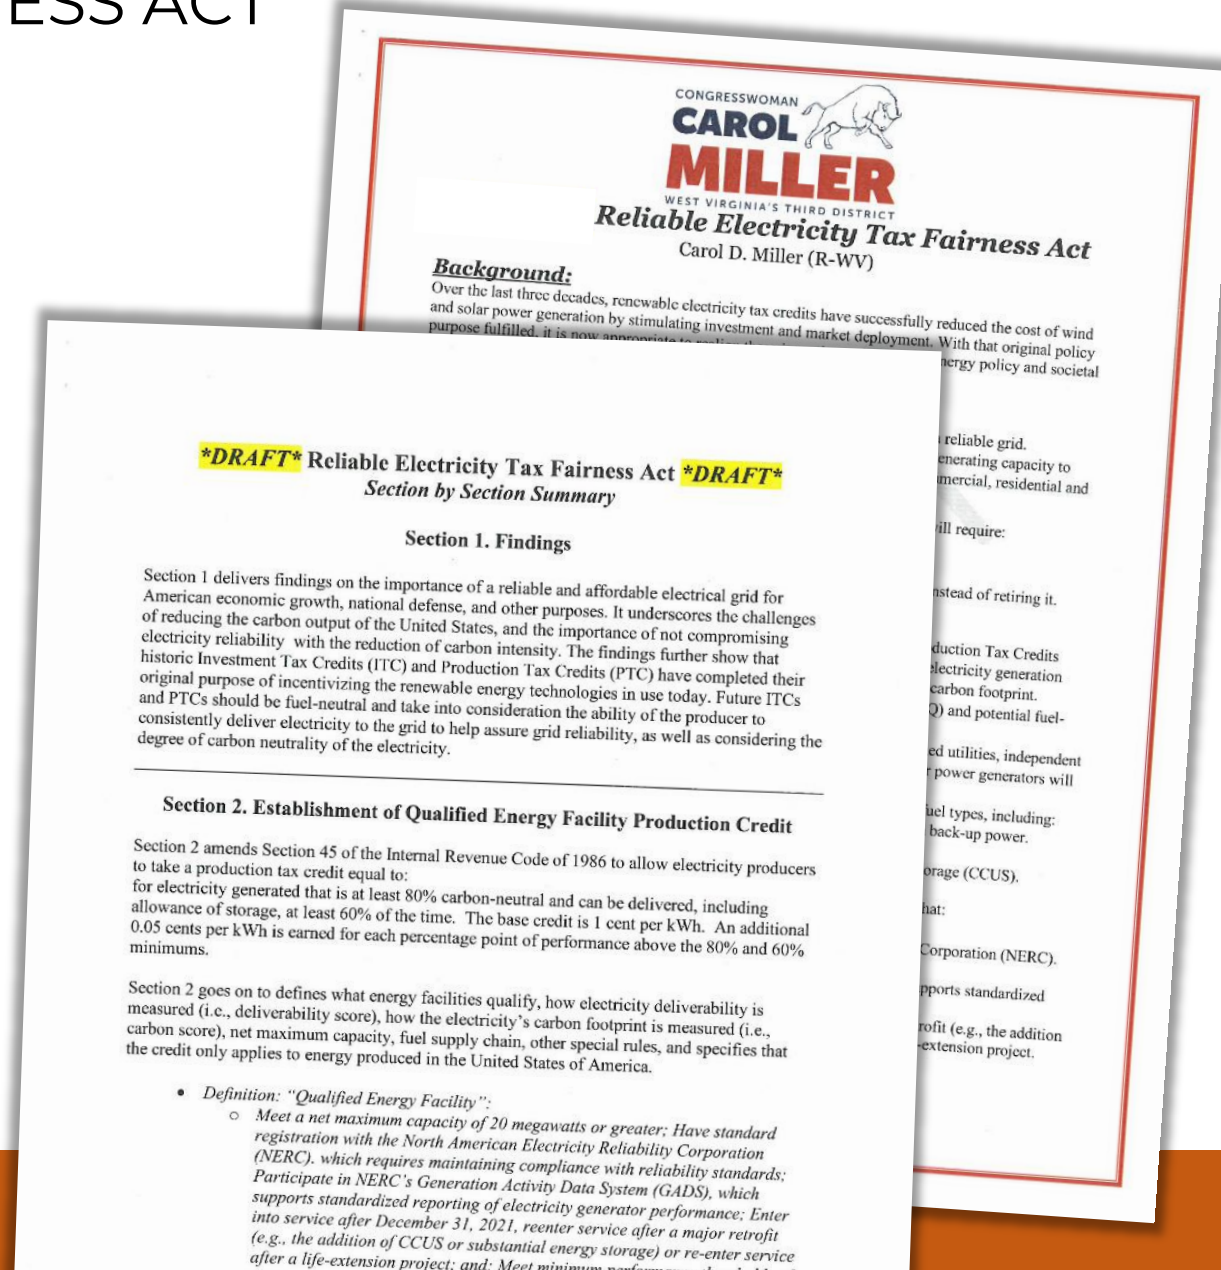 ESS ACT
CONGRESSWOMAN
CAROL
MILLER
WEST VIRGINIA'S THIRD DISTRICT
Reliable Electricity Tax Fairness Act
Carol D. Miller (R-WV)
Background:
Over the last three decades, renewable electricity tax credits have successfully reduced the cost of wind
and solar power generation by stimulating investment and market deployment. With that original policy
purpose fulfilled, it is now appropriate to
nergy policy and societal
reliable grid.
enerating capacity to
mercial, residential and
ill require:
nstead of retiring it.
duction Tax Credits
electricity generation
carbon footprint.
Q) and potential fuel-
ed utilities, independent
r power generators will
uel types, including:
back-up power.
orage (CCUS).
hat:
Corporation (NERC).
pports standardized
rofit (e.g., the addition
-extension project.
*DRAFT* Reliable Electricity Tax Fairness Act *DRAFT*
Section by Section Summary
Section 1. Findings
Section 1 delivers findings on the importance of a reliable and affordable electrical grid for
American economic growth, national defense, and other purposes. It underscores the challenges
of reducing the carbon output of the United States, and the importance of not compromising
electricity reliability with the reduction of carbon intensity. The findings further show that
historic Investment Tax Credits (ITC) and Production Tax Credits (PTC) have completed their
original purpose of incentivizing the renewable energy technologies in use today. Future ITCs
and PTCs should be fuel-neutral and take into consideration the ability of the producer to
consistently deliver electricity to the grid to help assure grid reliability, as well as considering the
degree of carbon neutrality of the electricity.
Section 2. Establishment of Qualified Energy Facility Production Credit
Section 2 amends Section 45 of the Internal Revenue Code of 1986 to allow electricity producers
to take a production tax credit equal to:
for electricity generated that is at least 80% carbon-neutral and can be delivered, including
allowance of storage, at least 60% of the time. The base credit is 1 cent per kWh. An additional
0.05 cents per kWh is earned for each percentage point of performance above the 80% and 60%
minimums.
Section 2 goes on to defines what energy facilities qualify, how electricity deliverability is
measured (i.e., deliverability score), how the electricity's carbon footprint is measured (i.e.,
carbon score), net maximum capacity, fuel supply chain, other special rules, and specifies that
the credit only applies to energy produced in the United States of America.
• Definition: "Qualified Energy Facility":
o Meet a net maximum capacity of 20 megawatts or greater; Have standard
registration with the North American Electricity Reliability Corporation
(NERC). which requires maintaining compliance with reliability standards;
Participate in NERC's Generation Activity Data System (GADS), which
supports standardized reporting of electricity generator performance; Enter
into service after December 31, 2021, reenter service after a major retrofit
(e.g., the addition of CCUS or substantial energy storage) or re-enter service
after a life-extension project; and; Meet minimum